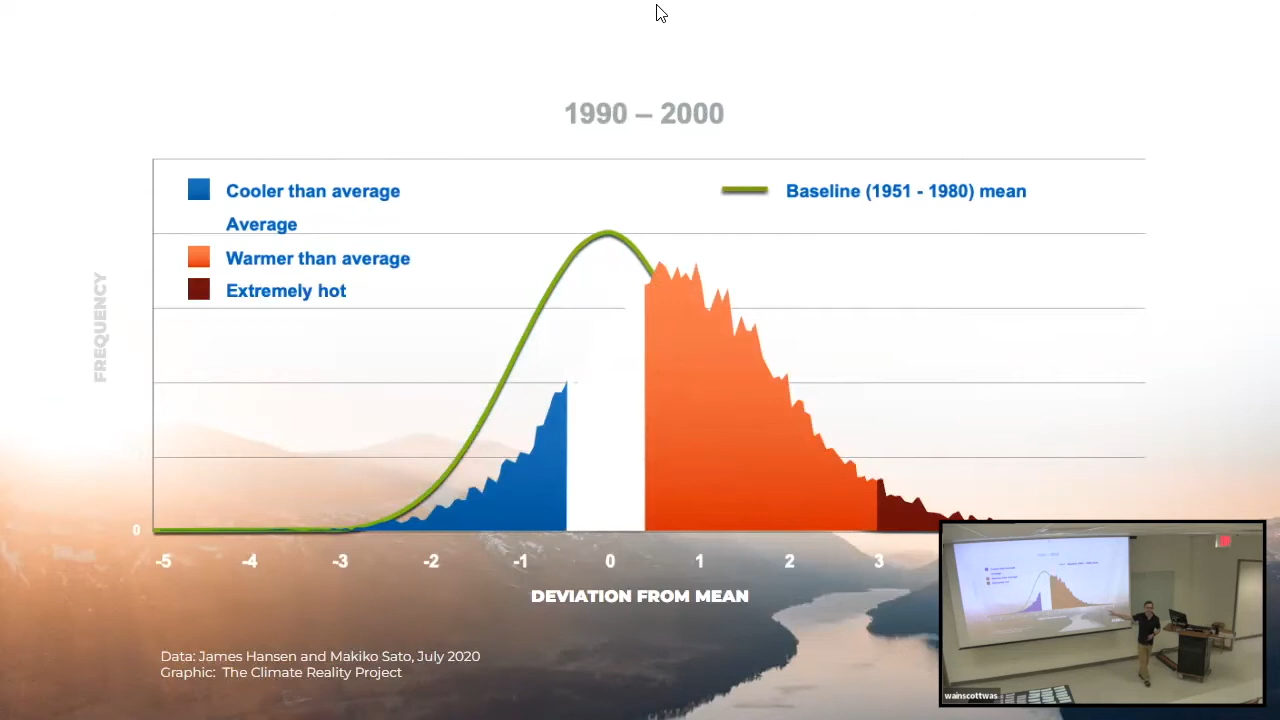 1990 – 2000
Cooler than average
Average
Warmer than average
Extremely hot
Baseline (1951 - 1980) mean
FREQUENCY
0
-5 -4 -3 -2 -1 0 1 2 3
DEVIATION FROM MEAN
Data: James Hansen and Makiko Sato, July 2020
Graphic: The Climate Reality Project
wainscottwas